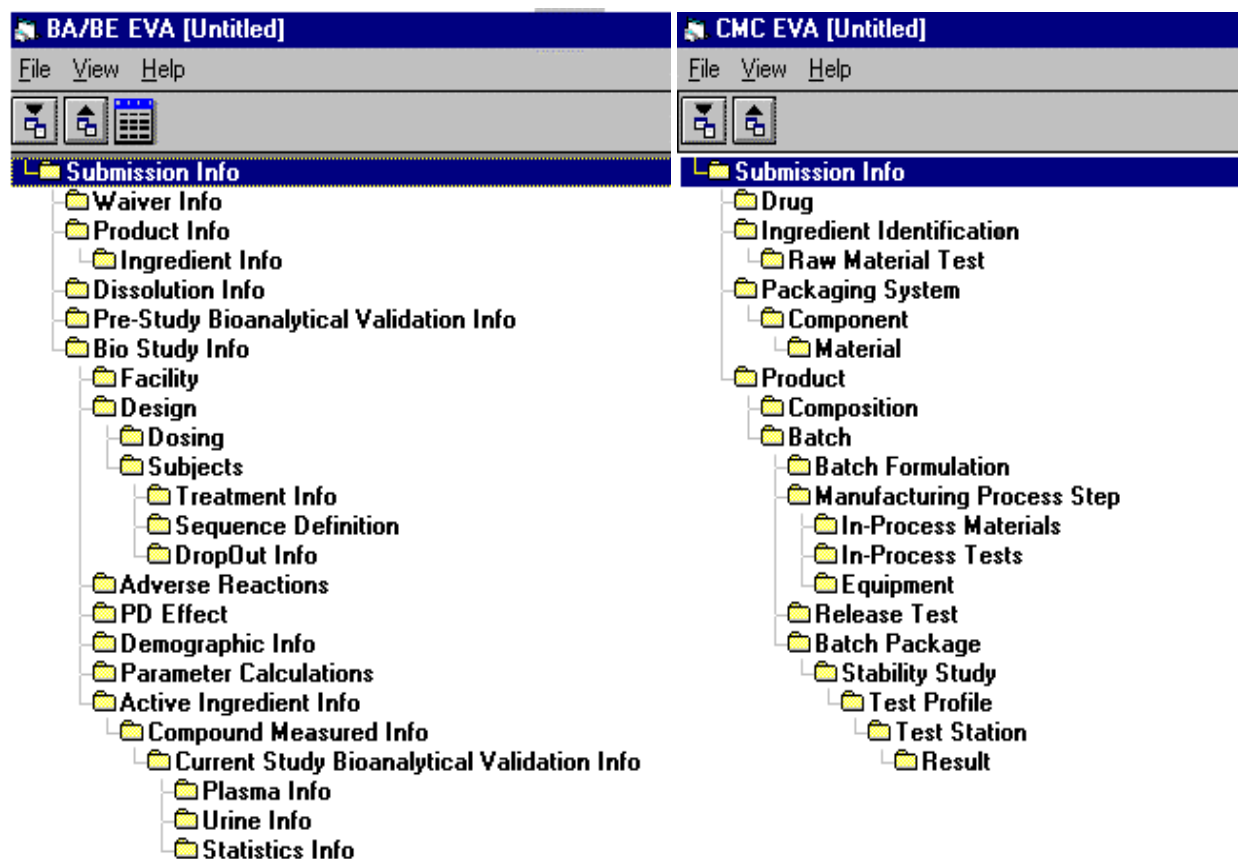 BA/BE EVA [Untitled]
File View Help
Submission Info
Waiver Info
Product Info
Ingredient Info
Dissolution Info
Pre-Study Bioanalytical Validation Info
Bio Study Info
Facility
Design
Dosing
Subjects
Treatment Info
Sequence Definition
DropOut Info
Adverse Reactions
PD Effect
Demographic Info
Parameter Calculations
Active Ingredient Info
Compound Measured Info
Current Study Bioanalytical Validation Info
Plasma Info
Urine Info
Statistics Info
CMC EVA [Untitled]
File View Help
Submission Info
Drug
Ingredient Identification
Raw Material Test
Packaging System
Component
Material
Product
Composition
Batch
Batch Formulation
Manufacturing Process Step
In-Process Materials
In-Process Tests
Equipment
Release Test
Batch Package
Stability Study
Test Profile
Test Station
Result